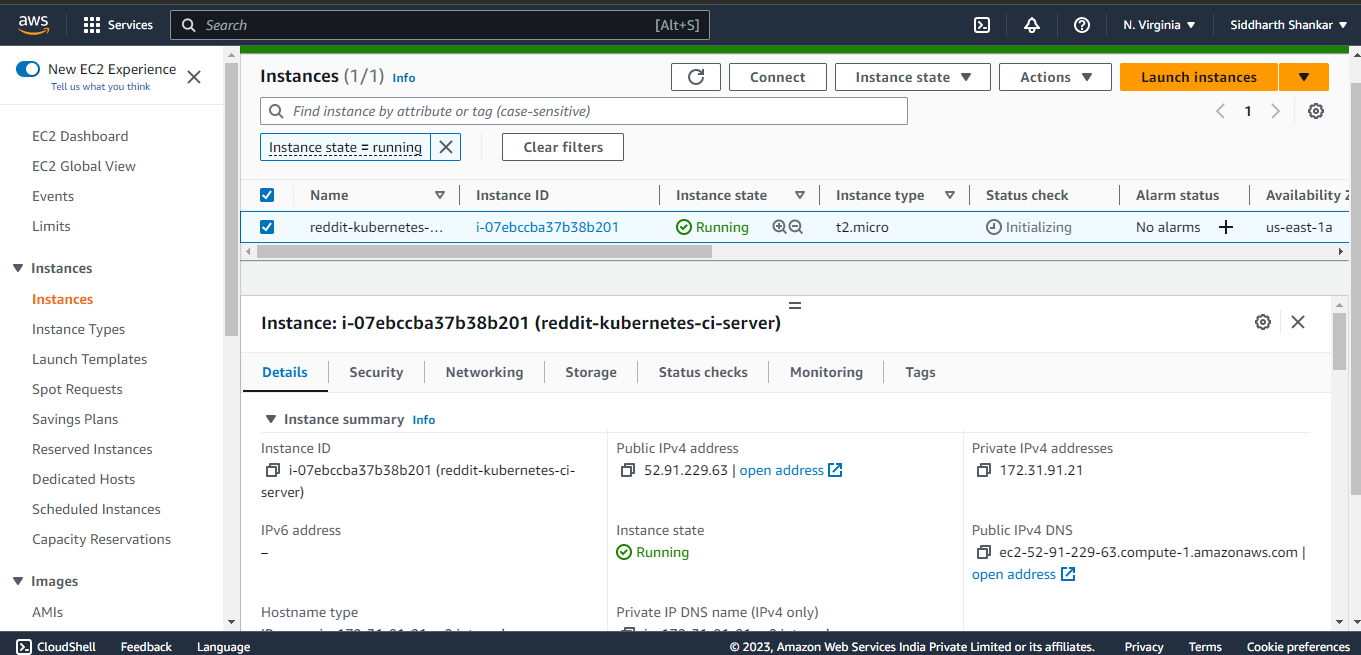 aws
Services
Search [Alt+S]
N. Virginia
Siddharth Shankar
New EC2 Experience
Tell us what you think
EC2 Dashboard
EC2 Global View
Events
Limits
Instances
Instances
Instance Types
Launch Templates
Spot Requests
Savings Plans
Reserved Instances
Dedicated Hosts
Scheduled Instances
Capacity Reservations
Images
AMIs
Instances (1/1) Info
Connect
Instance state
Actions
Launch instances
Find instance by attribute or tag (case-sensitive)
1
Instance state = running
Clear filters
Name Instance ID Instance state Instance type Status check Alarm status Availability Z
reddit-kubernetes-... i-07ebccba37b38b201 Running t2.micro Initializing No alarms + us-east-1a
Instance: i-07ebccba37b38b201 (reddit-kubernetes-ci-server)
Details Security Networking Storage Status checks Monitoring Tags
Instance summary Info
Instance ID
i-07ebccba37b38b201 (reddit-kubernetes-ci-
server)
Public IPv4 address
52.91.229.63 | open address
Private IPv4 addresses
172.31.91.21
IPv6 address
–
Instance state
Running
Public IPv4 DNS
ec2-52-91-229-63.compute-1.amazonaws.com |
open address
Hostname type
Private IP DNS name (IPv4 only)
CloudShell Feedback Language
© 2023, Amazon Web Services India Private Limited or its affiliates. Privacy Terms Cookie preferences